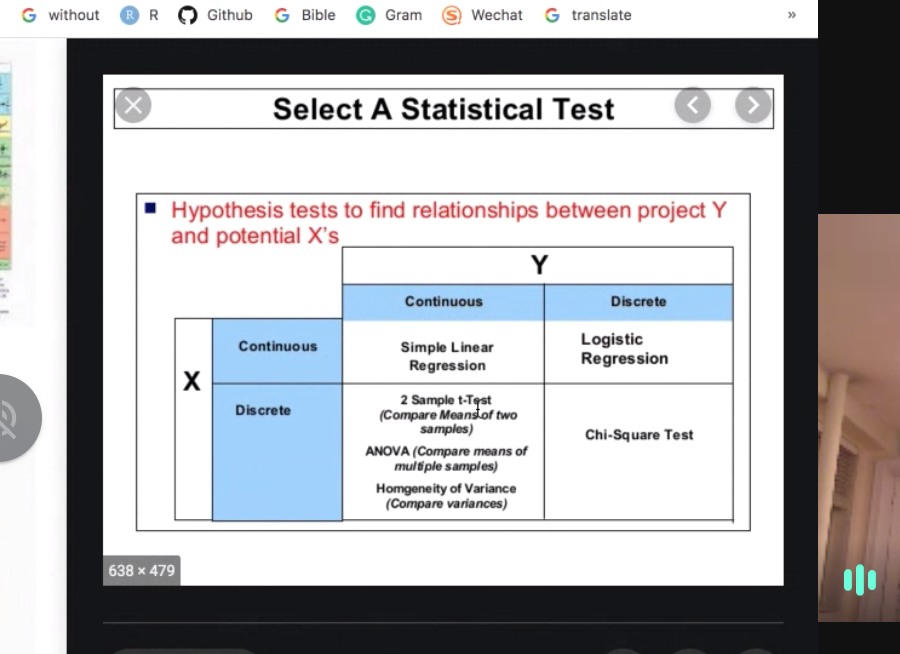 without R Github Bible Gram Wechat translate »
Select A Statistical Test
Hypothesis tests to find relationships between project Y
and potential X's
Y
Continuous Discrete
X
Continuous
Simple Linear
Regression
Logistic
Regression
Discrete
2 Sample t-Test
(Compare Means of two
samples)
ANOVA (Compare means of
multiple samples)
Homgeneity of Variance
(Compare variances)
Chi-Square Test
638 × 479